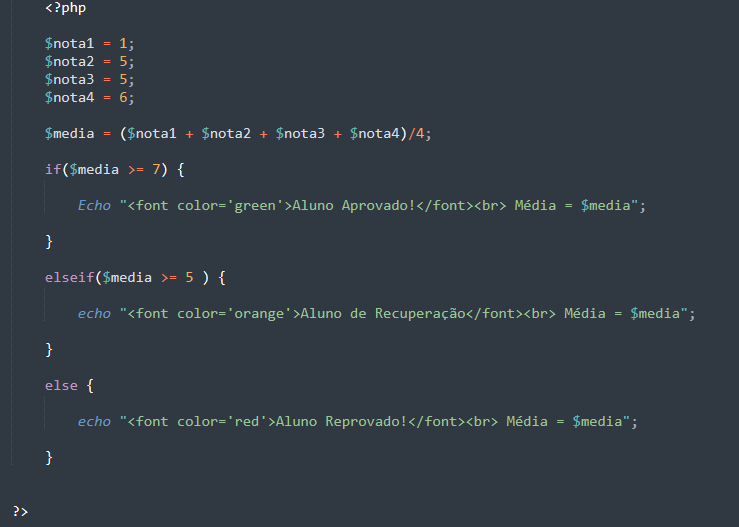 <?php
$nota1 = 1;
$nota2 = 5;
$nota3 = 5;
$nota4 = 6;
$media = ($nota1 + $nota2 + $nota3 + $nota4)/4;
if($media >= 7) {
Echo "<font color='green'>Aluno Aprovado!</font><br> Média = $media";
}
elseif($media >= 5 ) {
echo "<font color='orange'>Aluno de Recuperação</font><br> Média = $media";
}
else {
echo "<font color='red'>Aluno Reprovado!</font><br> Média = $media";
}
?>